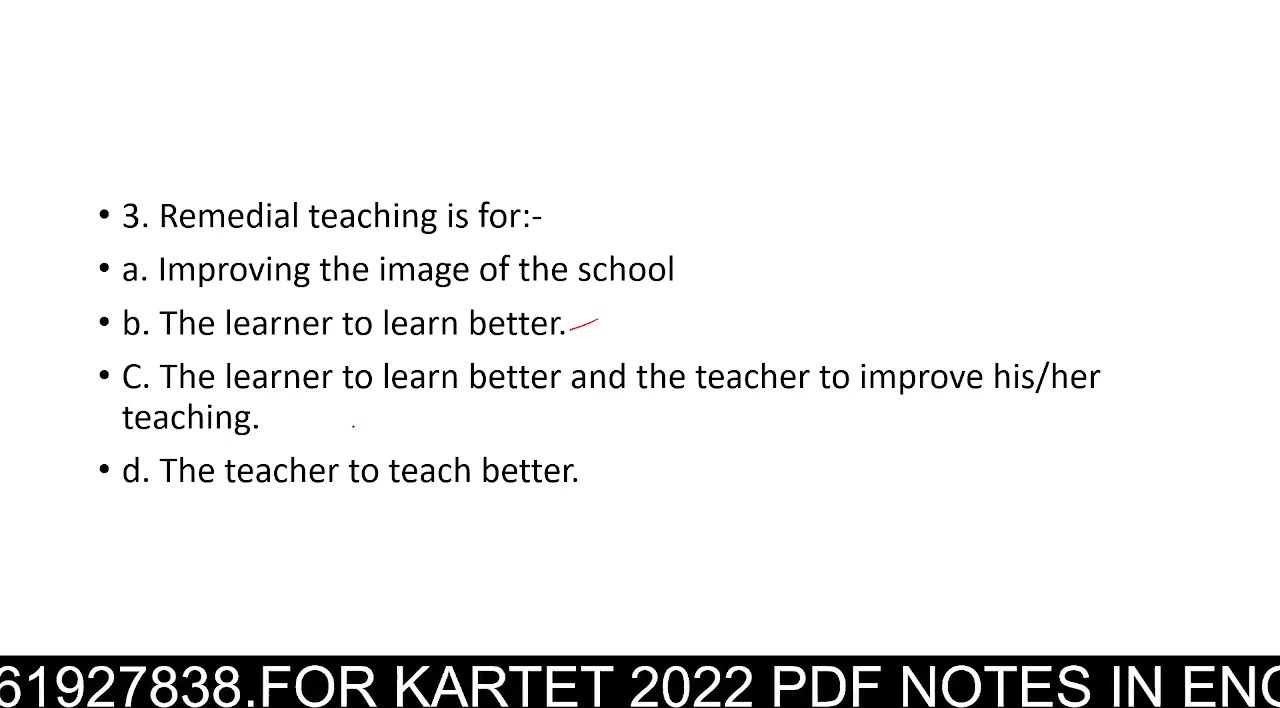 • 3. Remedial teaching is for:-
• a. Improving the image of the school
• b. The learner to learn better.
• C. The learner to learn better and the teacher to improve his/her
teaching.
• d. The teacher to teach better.
61927838.FOR KARTET 2022 PDF NOTES IN ENG